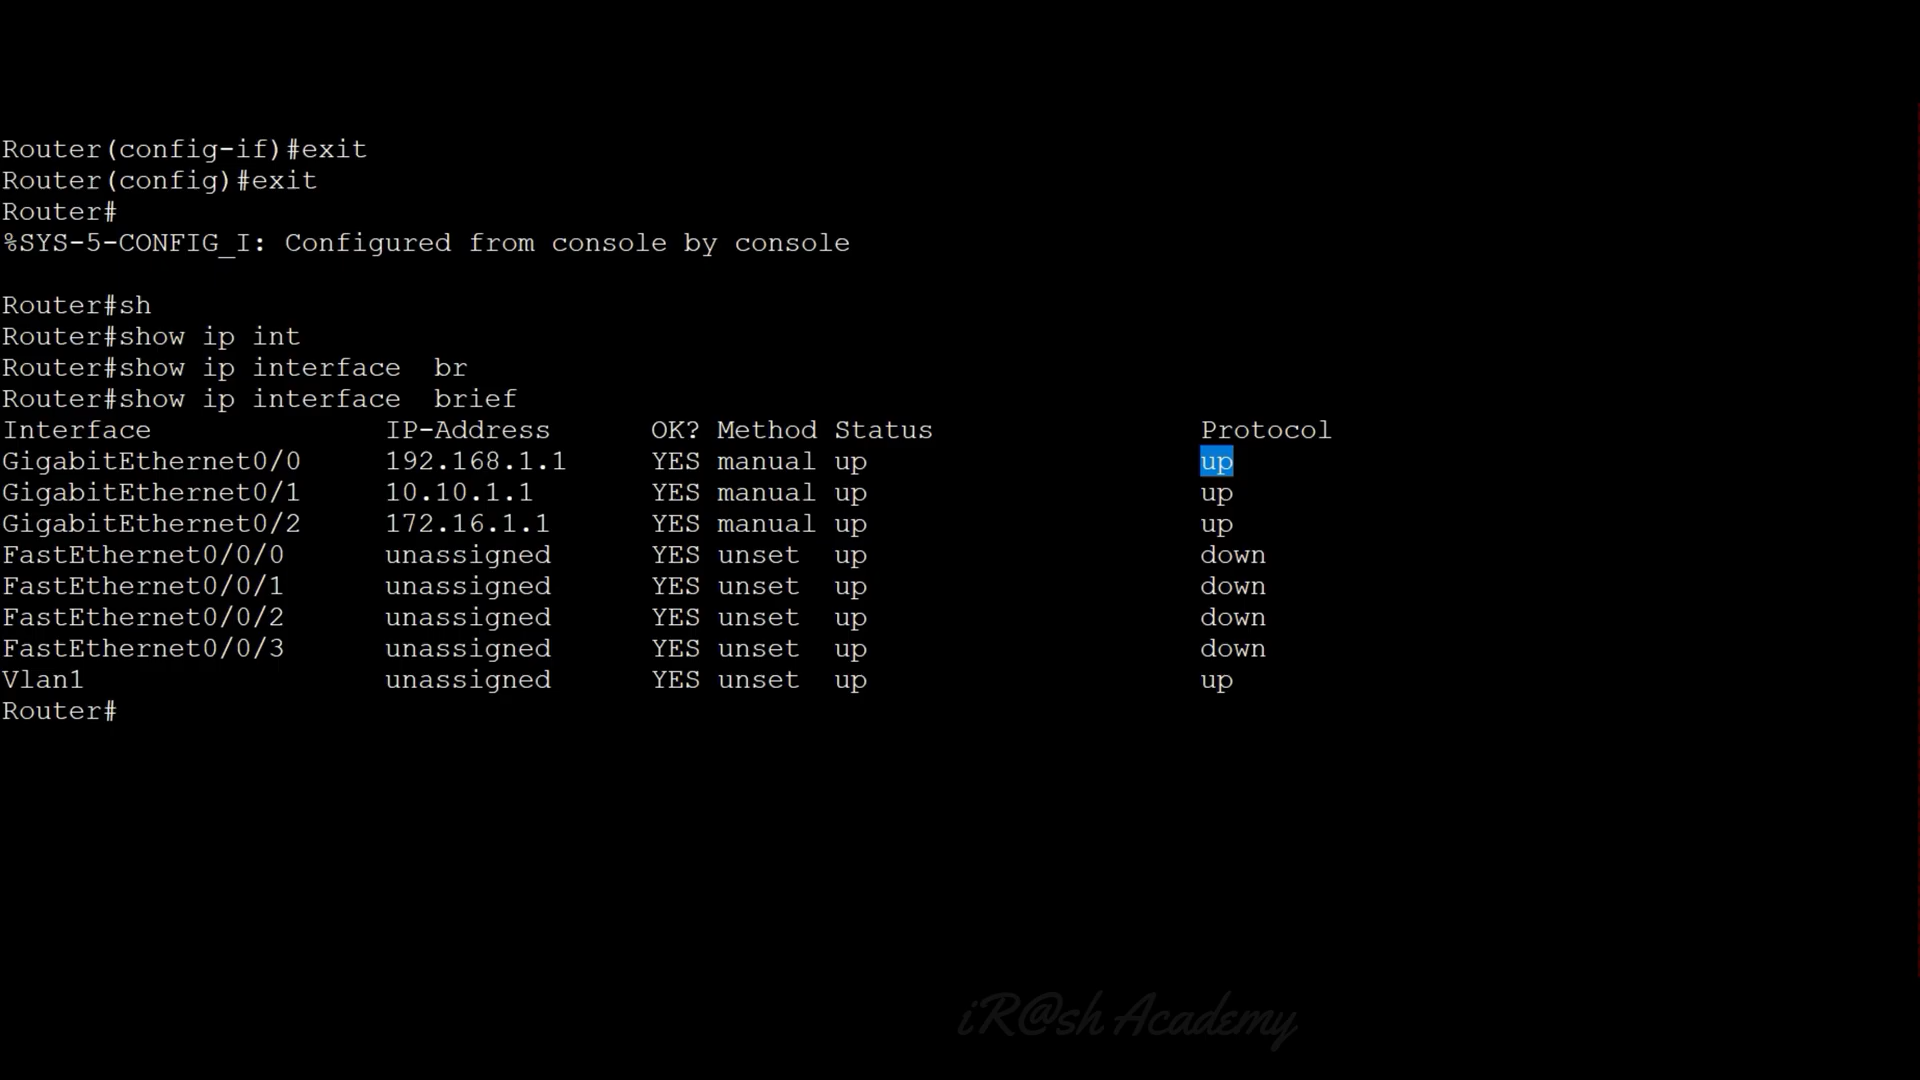 Router(config-if)#exit
Router(config)#exit
Router#
%SYS-5-CONFIG_I: Configured from console by console
Router#sh
Router#show ip int
Router#show ip interface  br
Router#show ip interface  brief
Interface IP-Address OK? Method Status Protocol
GigabitEthernet0/0 192.168.1.1 YES manual up up
GigabitEthernet0/1 10.10.1.1 YES manual up up
GigabitEthernet0/2 172.16.1.1 YES manual up up
FastEthernet0/0/0 unassigned YES unset up down
FastEthernet0/0/1 unassigned YES unset up down
FastEthernet0/0/2 unassigned YES unset up down
FastEthernet0/0/3 unassigned YES unset up down
Vlan1 unassigned YES unset up up
Router#
iR@sh Academy